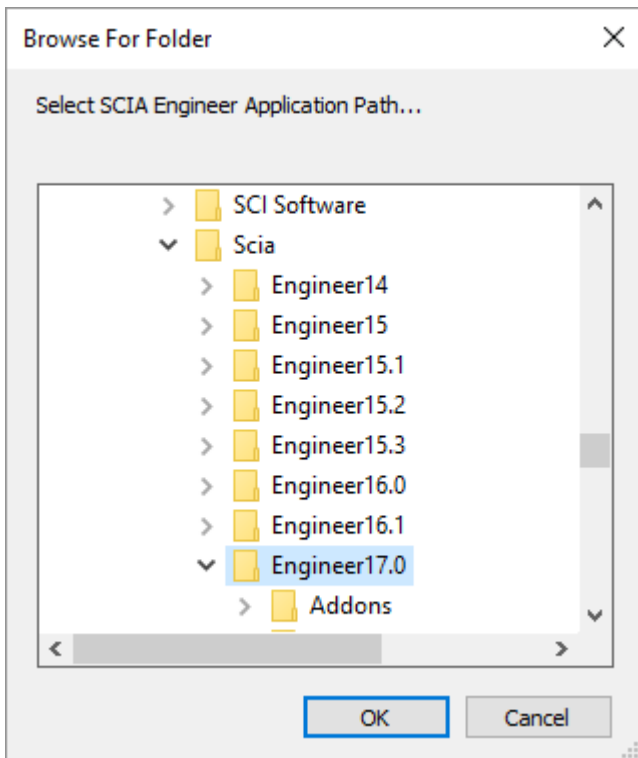 Browse For Folder
Select SCIA Engineer Application Path...
SCI Software
Scia
Engineer14
Engineer15
Engineer15.1
Engineer15.2
Engineer15.3
Engineer16.0
Engineer16.1
Engineer17.0
Addons
OK Cancel